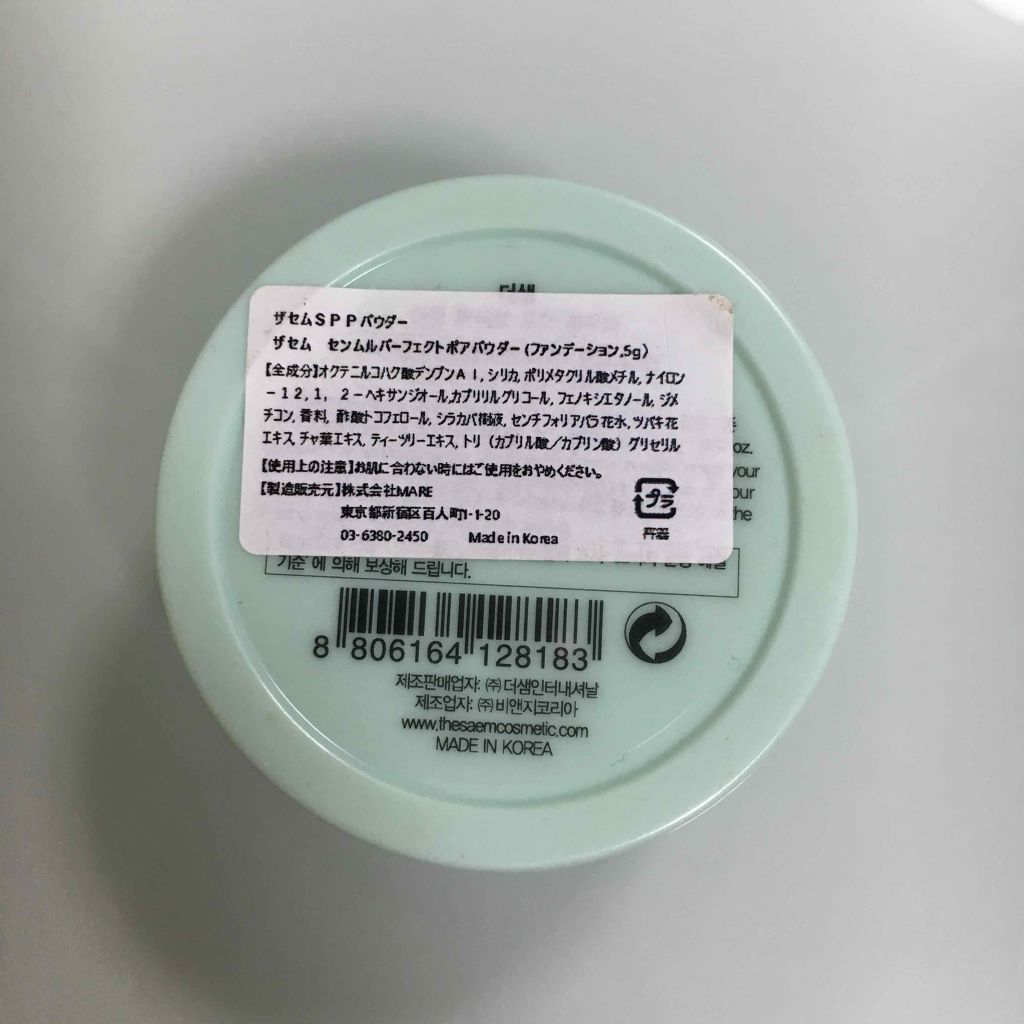 더샘
ザセムＳＰＰパウダー
ザセム　センムルパーフェクトポアパウダー(ファンデーション,5g)
【全成分】オクテニルコハク酸デンプンＡｌ, シリカ, ポリメタクリル酸メチル, ナイロン
－１２, １，２－ヘキサンジオール,カプリリルグリコール, フェノキシエタノール, ジメ
チコン, 香料, 酢酸トコフェロール, シラカバ樹液, センチフォリアバラ花水, ツバキ花
エキス, チャ葉エキス, ティーツリーエキス, トリ（カプリル酸／カプリン酸）グリセリル
oz.
【使用上の注意】お肌に合わない時にはご使用をおやめください。
your
【製造販売元】株式会社MARE
プラ
our
東京都新宿区百人町1-1-20
the
03-6380-2450 Made in Korea
容器
기준'에 의해 보상해 드립니다.
8 806164 128183
제조판매업자: ㈜더샘인터내셔날
제조업자: ㈜비앤지코리아
www.thesaemcosmetic.com
MADE IN KOREA